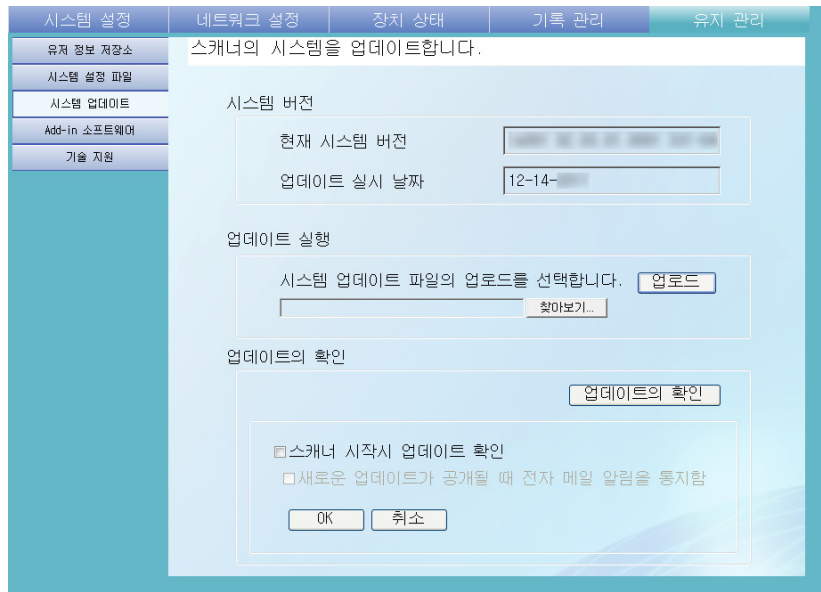 시스템 설정
네트워크 설정
장치 상태
기록 관리
유지 관리
유저 정보 저장소
시스템 설정 파일
시스템 업데이트
Add-in 소프트웨어
기술 지원
스캐너의 시스템을 업데이트합니다.
시스템 버전
현재 시스템 버전
업데이트 실시 날짜 12-14-
업데이트 실행
시스템 업데이트 파일의 업로드를 선택합니다. 업로드
찾아보기...
업데이트의 확인
업데이트의 확인
스캐너 시작시 업데이트 확인
새로운 업데이트가 공개될 때 전자 메일 알림을 통지함
OK 취소